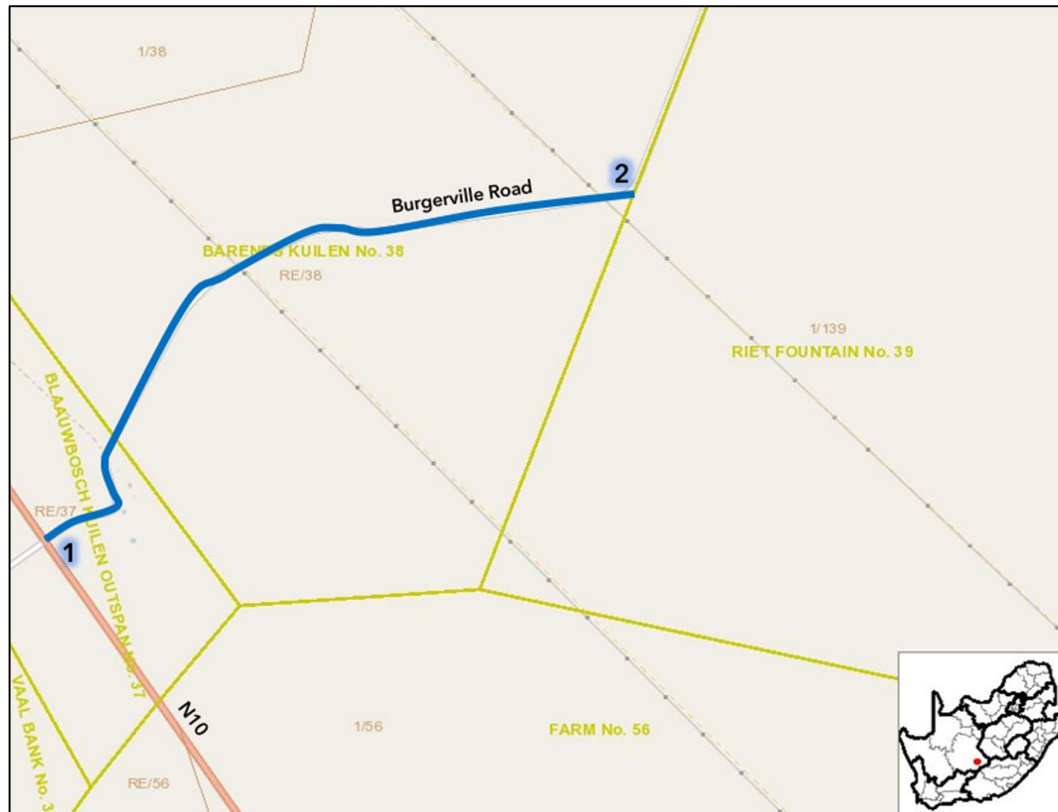 1/38
2
Burgerville Road
BARENDS KUILEN No. 38
RE/38
1/139
RIET FOUNTAIN No. 39
BLAAUWBOSCH KUILEN OUTSPAN No. 37
RE/37
1
VAAL BANK No. 3
N10
1/56
FARM No. 56
RE/56